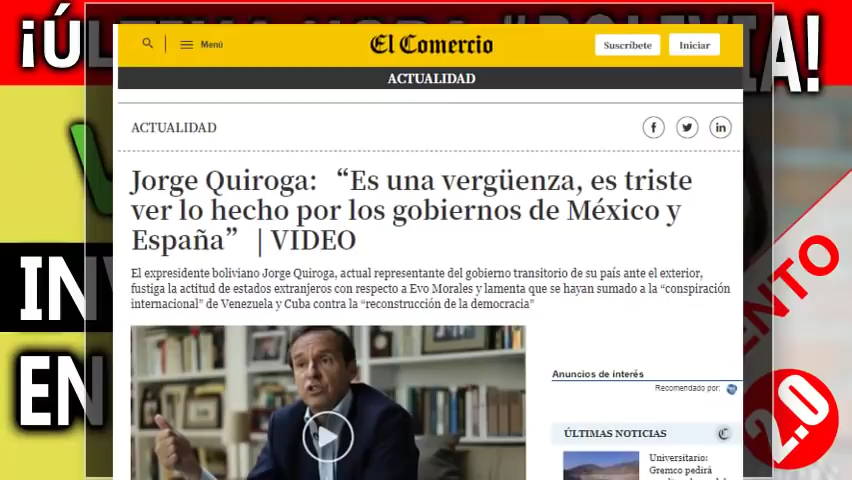 ¡Ú
IA!
Menú
El Comercio
Suscríbete
Iniciar
ACTUALIDAD
ACTUALIDAD
Jorge Quiroga: “Es una vergüenza, es triste
ver lo hecho por los gobiernos de México y
España” | VIDEO
El expresidente boliviano Jorge Quiroga, actual representante del gobierno transitorio de su país ante el exterior,
fustiga la actitud de estados extranjeros con respecto a Evo Morales y lamenta que se hayan sumado a la “conspiración
internacional” de Venezuela y Cuba contra la “reconstrucción de la democracia”
Anuncios de interés
Recomendado por:
ÚLTIMAS NOTICIAS
Universitario:
Gremco pedirá
IN
EN
ENTO
2.0